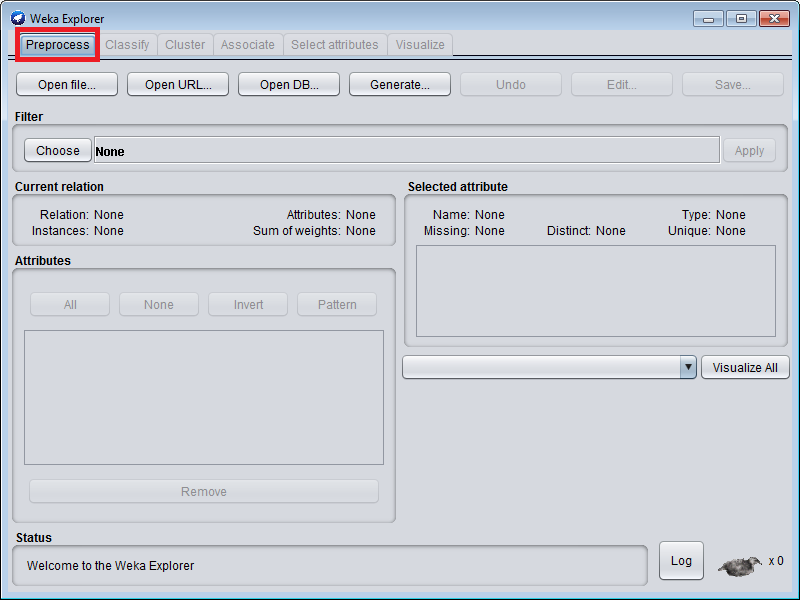 Weka Explorer
Preprocess Classify Cluster Associate Select attributes Visualize
Open file... Open URL... Open DB... Generate... Undo Edit... Save...
Filter
Choose None Apply
Current relation
Relation: None Attributes: None
Instances: None Sum of weights: None
Selected attribute
Name: None Type: None
Missing: None Distinct: None Unique: None
Attributes
All None Invert Pattern
Remove
Visualize All
Status
Welcome to the Weka Explorer
Log x 0